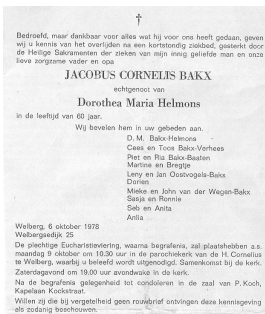 Bedroefd, maar dankbaar voor alles wat hij voor ons heeft gedaan, geven
wij u kennis van het overlijden na een kortstondig ziekbed, gesterkt door
de Heilige Sakramenten der zieken van mijn innig geliefde man en onze
lieve zorgzame vader en opa
JACOBUS CORNELIS BAKX
echtgenoot van
Dorothea Maria Helmons
in de leeftijd van 60 jaar.
Wij bevelen hem in uw gebeden aan.
D. M. Bakx-Helmons
Cees en Toos Bakx-Verhees
Piet en Ria Bakx-Baaten
Martine en Bregtje
Leny en Jan Oostvogels-Bakx
Dorien
Mieke en John van der Wegen-Bakx
Sasja en Ronnie
Seb en Anita
Anita
Welberg, 6 oktober 1978
Welbergsedijk 25
De plechtige Eucharistieviering, waarna begrafenis, zal plaatshebben a.s.
maandag 9 oktober om 10.30 uur in de parochiekerk van de H. Cornelius
te Welberg, waarbij u beleefd wordt uitgenodigd. Samenkomst bij de kerk.
Zaterdagavond om 19.00 uur avondwake in de kerk.
Na de begrafenis gelegenheid tot condoleren in de zaal van P. Koch,
Kapelaan Kockstraat.
Willen zij die bij vergetelheid geen rouwbrief ontvingen deze kennisgeving
als zodanig beschouwen.